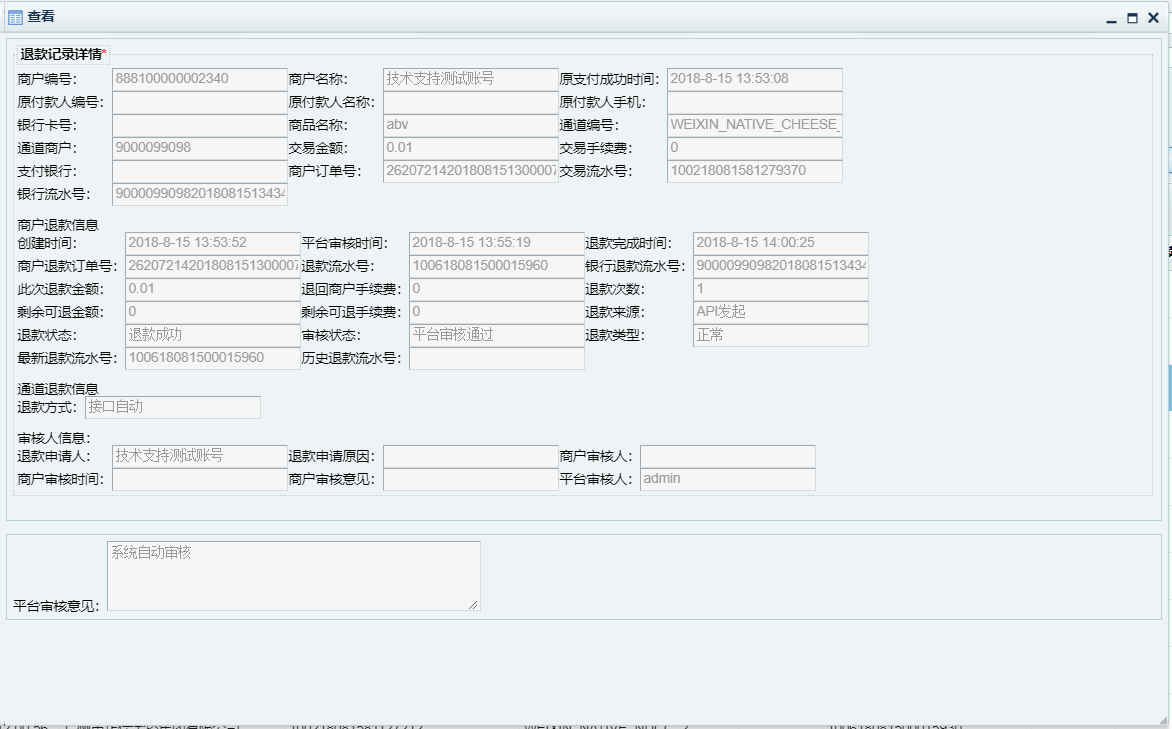 查看
退款记录详情*
商户编号： 888100000002340 商户名称： 技术支持测试账号 原支付成功时间： 2018-8-15 13:53:08
原付款人编号： 原付款人名称： 原付款人手机：
银行卡号： 商品名称： abv 通道编号： WEIXIN_NATIVE_CHEESE_
通道商户： 9000099098 交易金额： 0.01 交易手续费： 0
支付银行： 商户订单号： 26207214201808151300007 交易流水号： 100218081581279370
银行流水号： 90000990982018081513434
商户退款信息
创建时间： 2018-8-15 13:53:52 平台审核时间： 2018-8-15 13:55:19 退款完成时间： 2018-8-15 14:00:25
商户退款订单号： 26207214201808151300007 退款流水号： 100618081500015960 银行退款流水号： 90000990982018081513434
此次退款金额： 0.01 退回商户手续费： 0 退款次数： 1
剩余可退金额： 0 剩余可退手续费： 0 退款来源： API发起
退款状态： 退款成功 审核状态： 平台审核通过 退款类型： 正常
最新退款流水号： 100618081500015960 历史退款流水号：
通道退款信息
退款方式： 接口自动
审核人信息：
退款申请人： 技术支持测试账号 退款申请原因： 商户审核人：
商户审核时间： 商户审核意见： 平台审核人： admin
系统自动审核
平台审核意见：